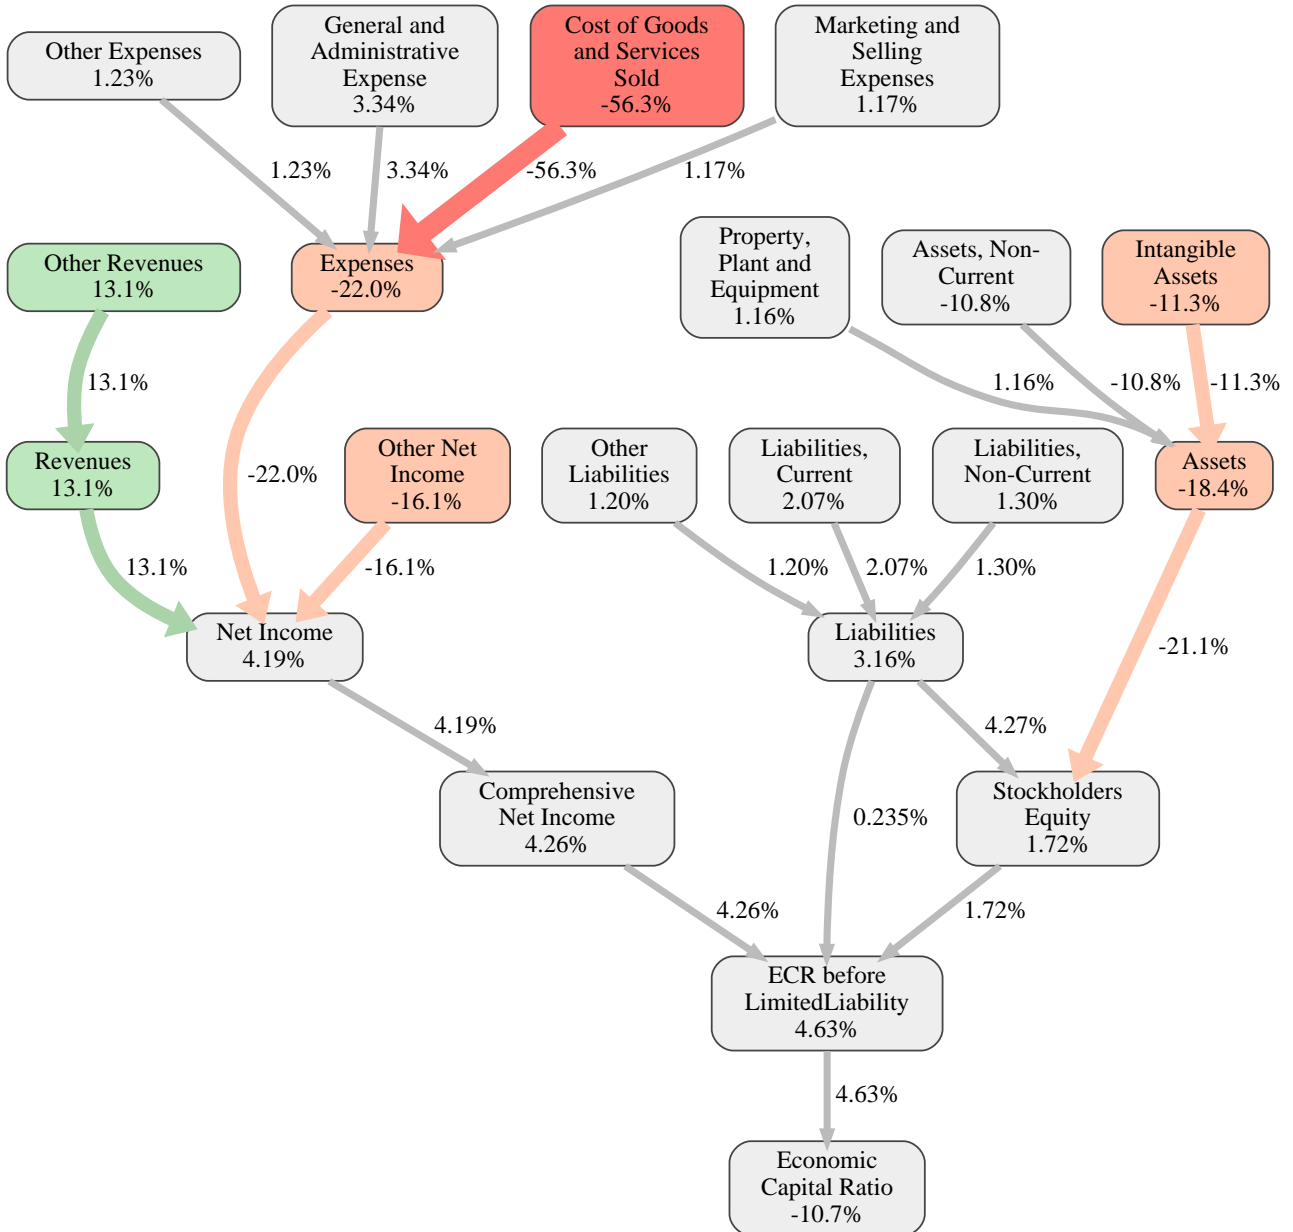 Other Expenses
1.23%
General and
Administrative
Expense
3.34%
Cost of Goods
and Services
Sold
-56.3%
Marketing and
Selling
Expenses
1.17%
1.23%
3.34%
-56.3%
1.17%
Other Revenues
13.1%
Expenses
-22.0%
Property,
Plant and
Equipment
1.16%
Assets, Non-
Current
-10.8%
Intangible
Assets
-11.3%
13.1%
1.16%
-10.8%
-11.3%
Revenues
13.1%
-22.0%
Other Net
Income
-16.1%
Other
Liabilities
1.20%
Liabilities,
Current
2.07%
Liabilities,
Non-Current
1.30%
Assets
-18.4%
13.1%
-16.1%
1.20%
2.07%
1.30%
Net Income
4.19%
Liabilities
3.16%
-21.1%
4.19%
4.27%
Comprehensive
Net Income
4.26%
0.235%
Stockholders
Equity
1.72%
4.26%
1.72%
ECR before
LimitedLiability
4.63%
4.63%
Economic
Capital Ratio
-10.7%